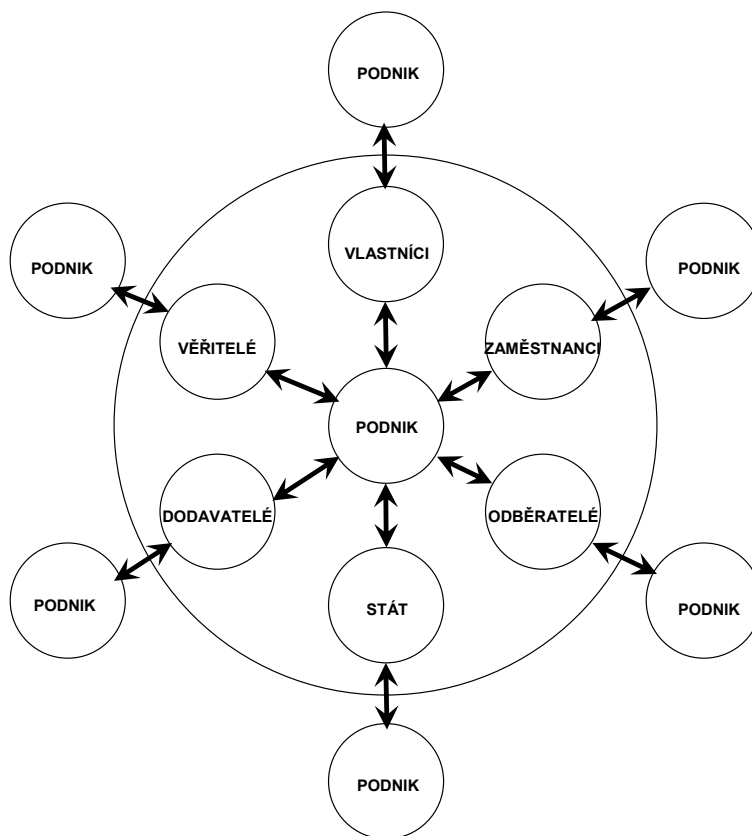 PODNIK
VLASTNÍCI
PODNIK
PODNIK
VĚŘITELÉ
ZAMĚSTNANCI
PODNIK
DODAVATELÉ
ODBĚRATELÉ
PODNIK
STÁT
PODNIK
PODNIK